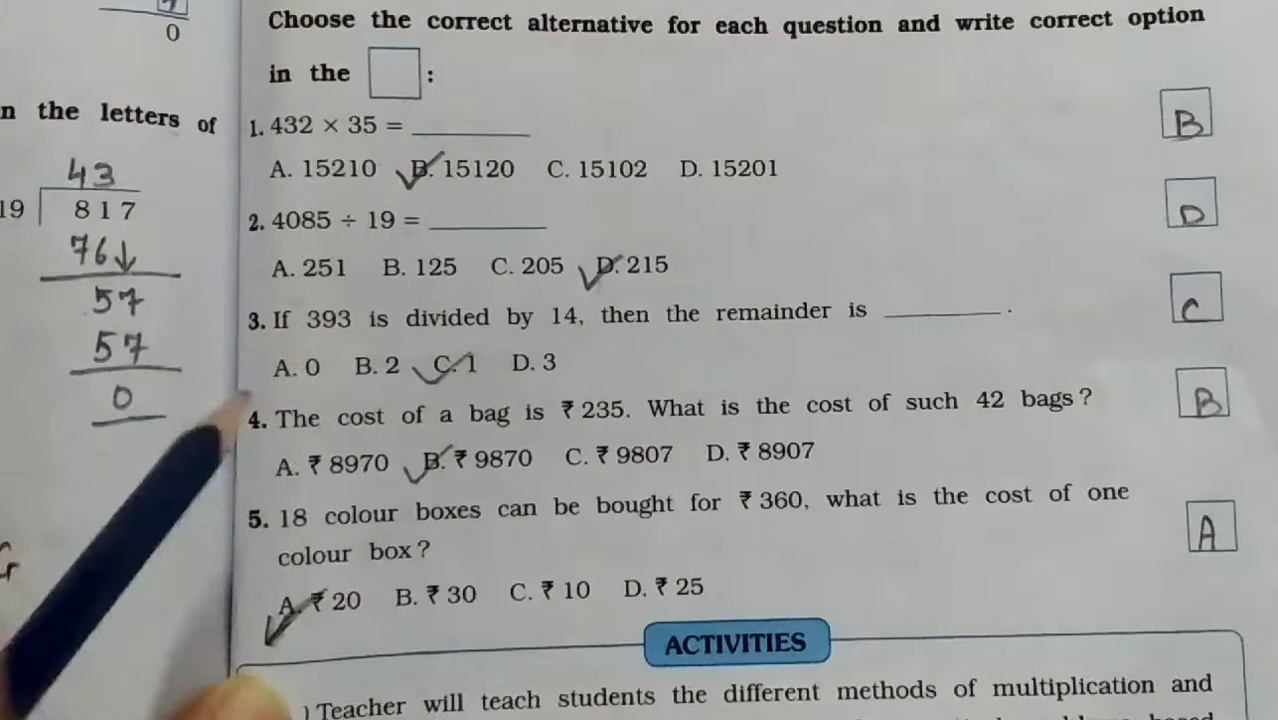 0
n the letters of
43
19 817
76↓
57
57
0
Choose the correct alternative for each question and write correct option
in the :
1. 432 × 35 = ________ B
A. 15210 B. 15120 C. 15102 D. 15201
2. 4085 ÷ 19 = ________ D
A. 251 B. 125 C. 205 D. 215
3. If 393 is divided by 14, then the remainder is ________ . C
A. 0 B. 2 C. 1 D. 3
4. The cost of a bag is ₹ 235. What is the cost of such 42 bags ? B
A. ₹ 8970 B. ₹ 9870 C. ₹ 9807 D. ₹ 8907
5. 18 colour boxes can be bought for ₹ 360, what is the cost of one
colour box ? A
A. ₹ 20 B. ₹ 30 C. ₹ 10 D. ₹ 25
ACTIVITIES
) Teacher will teach students the different methods of multiplication and